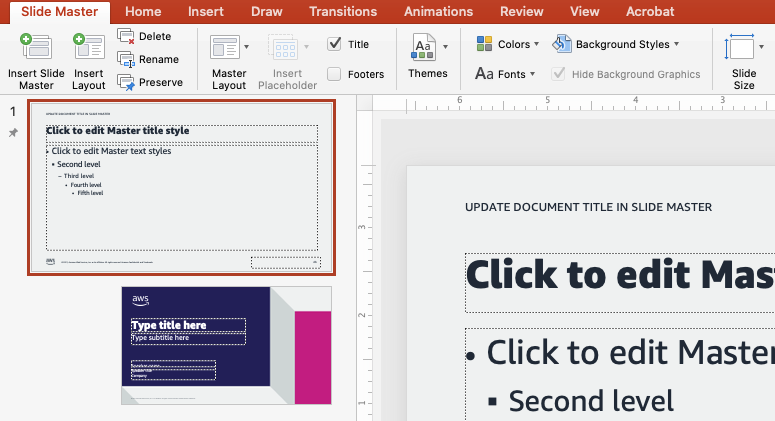 Slide Master Home Insert Draw Transitions Animations Review View Acrobat
Insert Slide Master
Insert Layout
Delete
Rename
Preserve
Master Layout
Insert Placeholder
Title
Footers
Themes
Colors
Fonts
Background Styles
Hide Background Graphics
Slide Size
1
UPDATE DOCUMENT TITLE IN SLIDE MASTER
Click to edit Master title style
• Click to edit Master text styles
▪ Second level
– Third level
• Fourth level
• Fifth level
aws
aws
Type title here
Type subtitle here
Company
6 5 4 3
3
2
1
UPDATE DOCUMENT TITLE IN SLIDE MASTER
Click to edit Mas
• Click to edit Master
▪ Second level